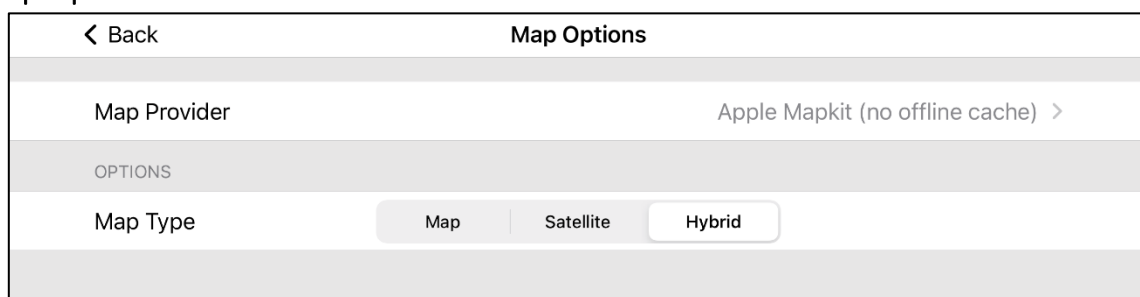 Back Map Options
Map Provider Apple Mapkit (no offline cache)
OPTIONS
Map Type Map Satellite Hybrid